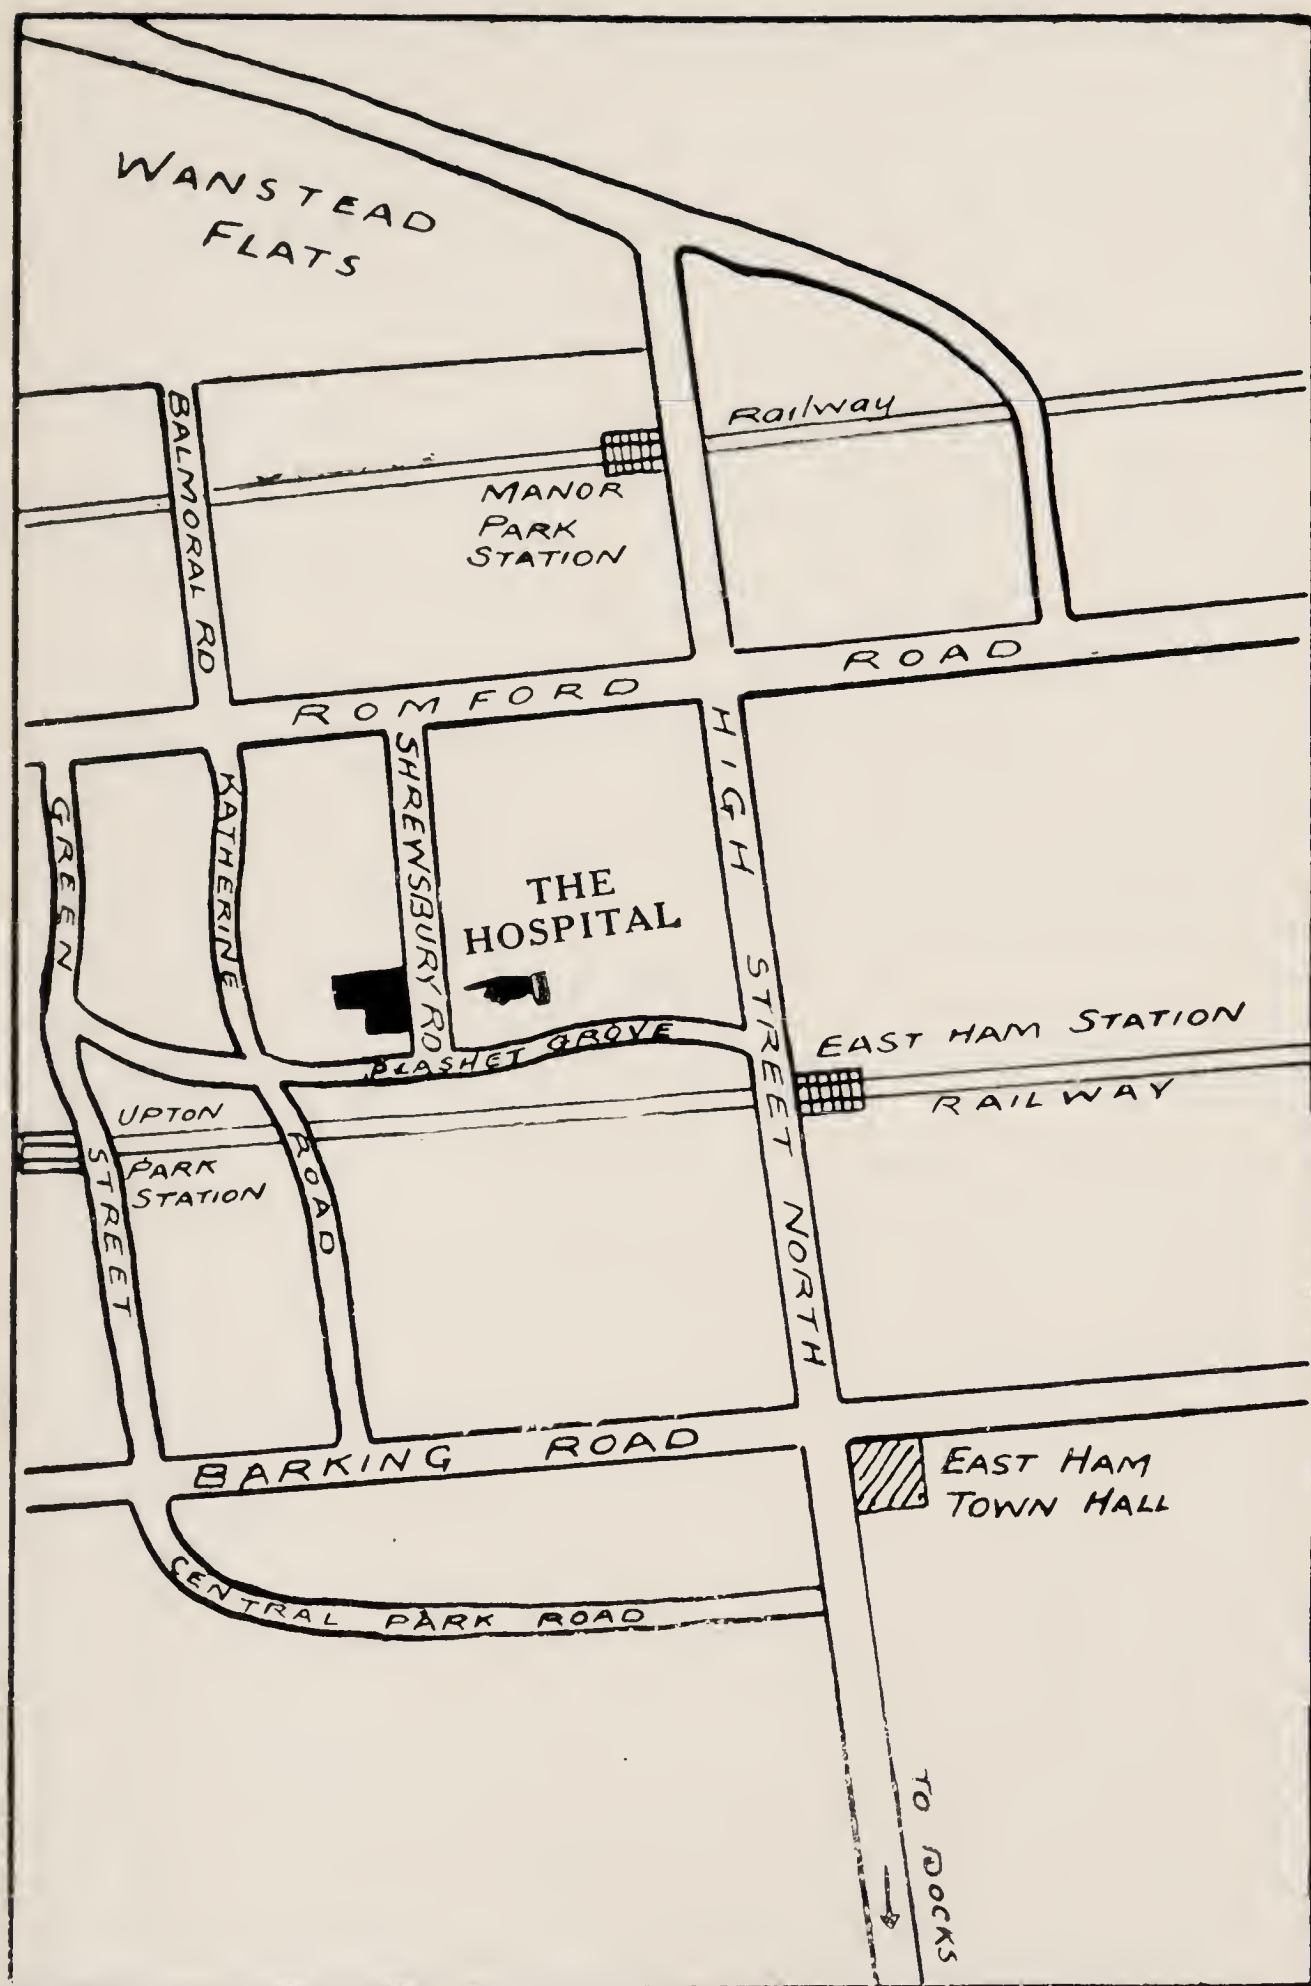 WANSTEAD
FLATS
BALMORAL RD
Railway
MANOR
PARK
STATION
ROMFORD ROAD
GREEN STREET
KATHERINE ROAD
SHREWSBURY RD
HIGH STREET NORTH
THE
HOSPITAL
PLASHET GROVE
EAST HAM STATION
RAILWAY
UPTON
PARK
STATION
BARKING ROAD
EAST HAM
TOWN HALL
CENTRAL PARK ROAD
TO DOCKS